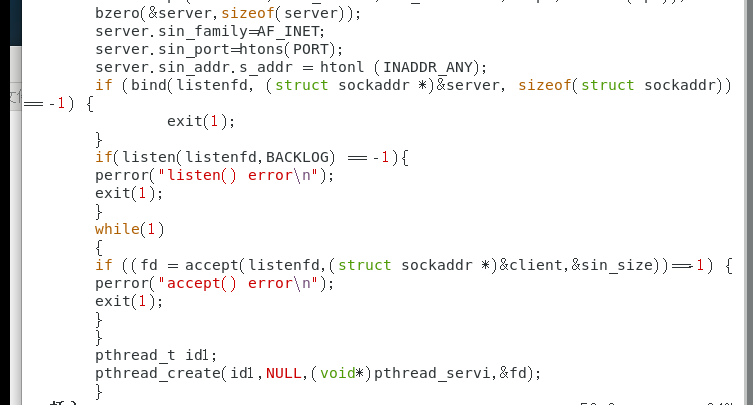 bzero(&server,sizeof(server));
server.sin_family=AF_INET;
server.sin_port=htons(PORT);
server.sin_addr.s_addr = htonl (INADDR_ANY);
if (bind(listenfd, (struct sockaddr *)&server, sizeof(struct sockaddr))
== -1) {
exit(1);
}
if(listen(listenfd,BACKLOG) == -1){
perror("listen() error\n");
exit(1);
}
while(1)
{
if ((fd = accept(listenfd,(struct sockaddr *)&client,&sin_size))==-1) {
perror("accept() error\n");
exit(1);
}
}
pthread_t id1;
pthread_create(id1,NULL,(void*)pthread_servi,&fd);
}